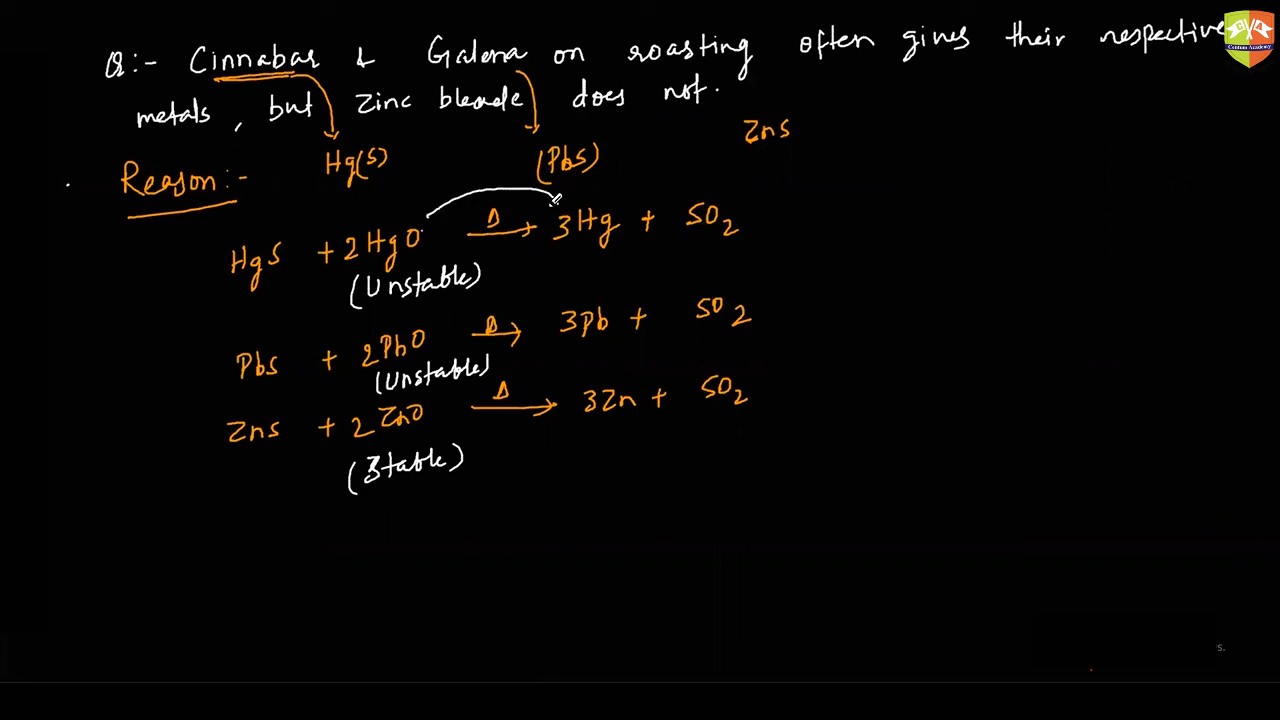 Q:- Cinnabar & Galena on roasting often gives their respective
metals, but Zinc blende does not.
ZnS
Reason:- Hg(S) (PbS)
HgS + 2HgO Δ→ 3Hg + SO2
(Unstable)
PbS + 2PbO Δ→ 3Pb + SO2
(Unstable)
ZnS + 2ZnO Δ→ 3Zn + SO2
(Stable)
s.